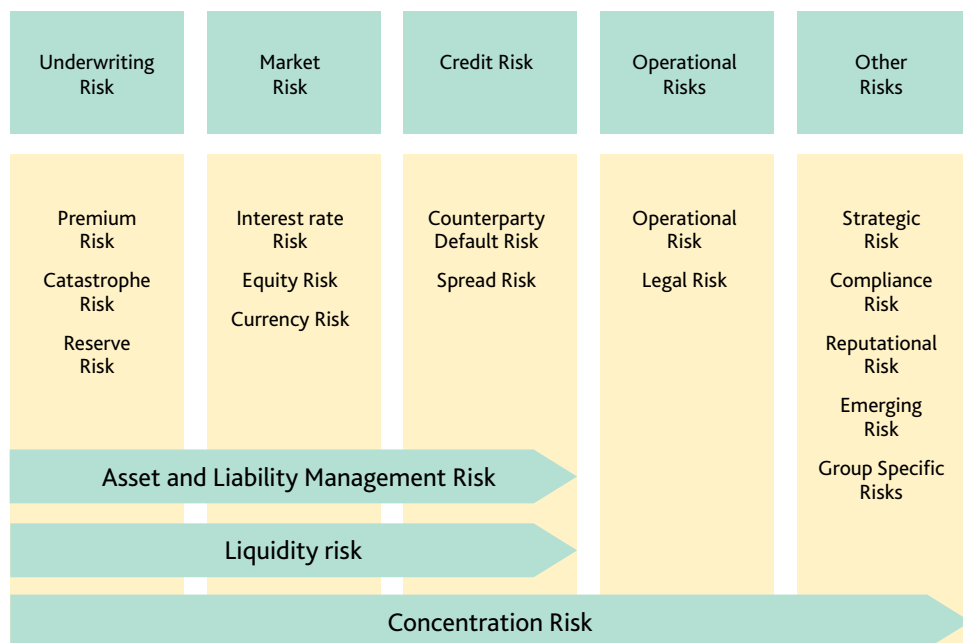 Underwriting
Risk
Market
Risk
Credit Risk
Operational
Risks
Other
Risks
Premium
Risk
Catastrophe
Risk
Reserve
Risk
Interest rate
Risk
Equity Risk
Currency Risk
Counterparty
Default Risk
Spread Risk
Operational
Risk
Legal Risk
Strategic
Risk
Compliance
Risk
Reputational
Risk
Emerging
Risk
Group Specific
Risks
Asset and Liability Management Risk
Liquidity risk
Concentration Risk